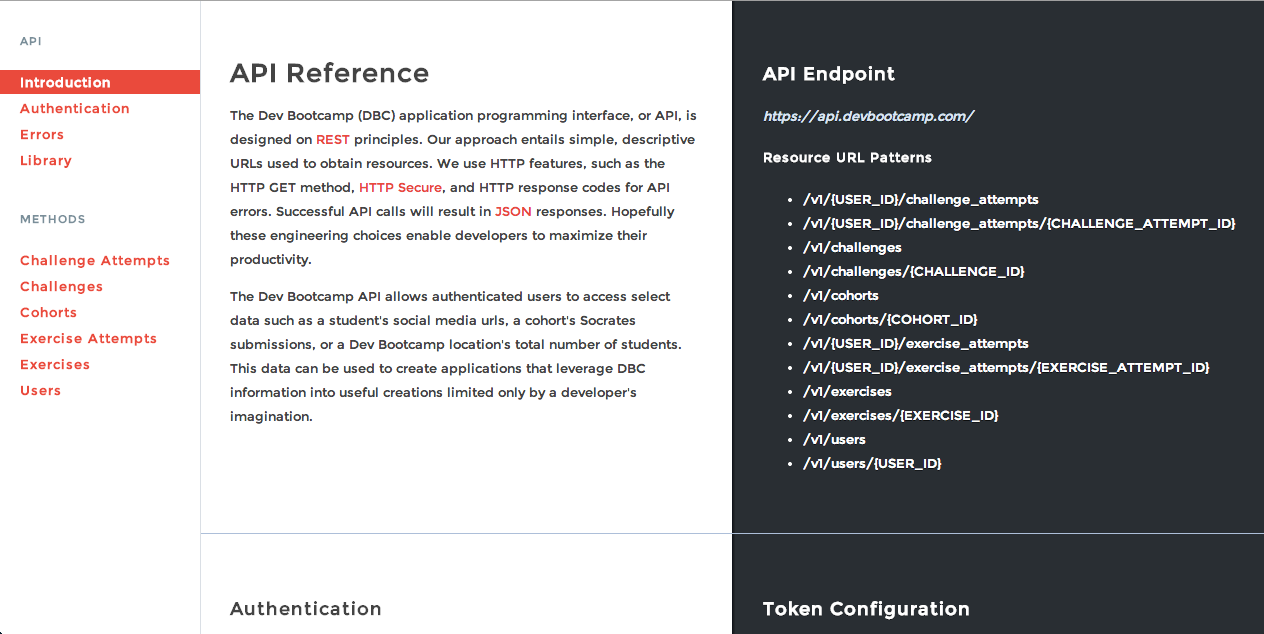 API
Introduction
Authentication
Errors
Library
METHODS
Challenge Attempts
Challenges
Cohorts
Exercise Attempts
Exercises
Users
API Reference
The Dev Bootcamp (DBC) application programming interface, or API, is
designed on REST principles. Our approach entails simple, descriptive
URLs used to obtain resources. We use HTTP features, such as the
HTTP GET method, HTTP Secure, and HTTP response codes for API
errors. Successful API calls will result in JSON responses. Hopefully
these engineering choices enable developers to maximize their
productivity.
The Dev Bootcamp API allows authenticated users to access select
data such as a student's social media urls, a cohort's Socrates
submissions, or a Dev Bootcamp location's total number of students.
This data can be used to create applications that leverage DBC
information into useful creations limited only by a developer's
imagination.
Authentication
API Endpoint
https://api.devbootcamp.com/
Resource URL Patterns
• /v1/{USER_ID}/challenge_attempts
• /v1/{USER_ID}/challenge_attempts/{CHALLENGE_ATTEMPT_ID}
• /v1/challenges
• /v1/challenges/{CHALLENGE_ID}
• /v1/cohorts
• /v1/cohorts/{COHORT_ID}
• /v1/{USER_ID}/exercise_attempts
• /v1/{USER_ID}/exercise_attempts/{EXERCISE_ATTEMPT_ID}
• /v1/exercises
• /v1/exercises/{EXERCISE_ID}
• /v1/users
• /v1/users/{USER_ID}
Token Configuration